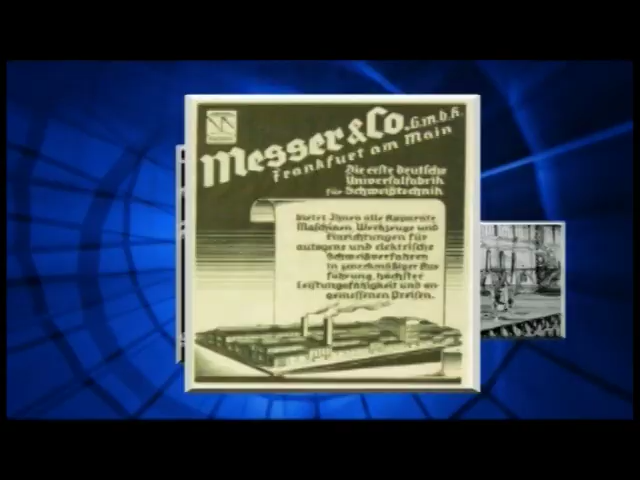 Messer & Co. G.m.b.H.
Frankfurt am Main
Die erste deutsche
Universalfabrik
für Schweißtechnik
bietet Ihnen alle Apparate
Maschinen, Werkzeuge und
Einrichtungen für
autogene und elektrische
Schweißverfahren
in zweckmäßiger Aus
führung, höchster
Leistungsfähigkeit und an-
gemessenen Preisen.